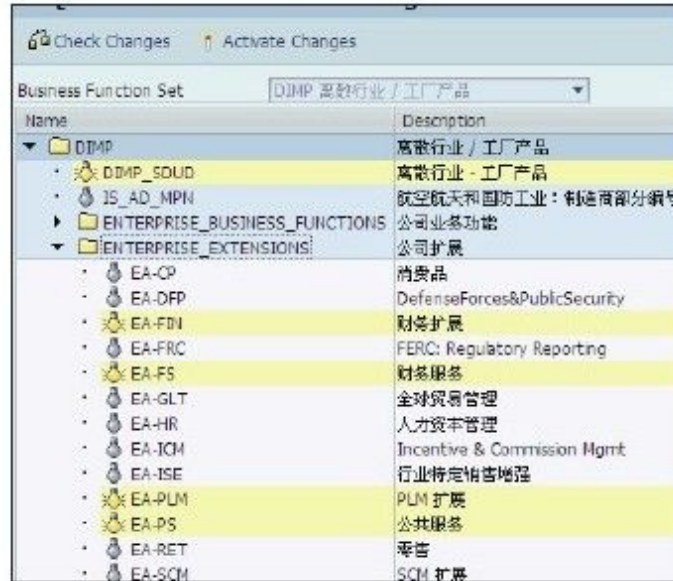 Check Changes Activate Changes
Business Function Set DIMP 离散行业 / 工厂产品
Name Description
DIMP 离散行业 / 工厂产品
DIMP_SDUD 离散行业 - 工厂产品
IS_AD_MPN 航空航天和国防工业：制造商部分编号
ENTERPRISE_BUSINESS_FUNCTIONS 公司业务功能
ENTERPRISE_EXTENSIONS 公司扩展
EA-CP 消费品
EA-DFP DefenseForces&PublicSecurity
EA-FIN 财务扩展
EA-FRC FERC: Regulatory Reporting
EA-FS 财务服务
EA-GLT 全球贸易管理
EA-HR 人力资本管理
EA-ICM Incentive & Commission Mgmt
EA-ISE 行业特定销售增强
EA-PLM PLM 扩展
EA-PS 公共服务
EA-RET 零售
EA-SCM SCM 扩展